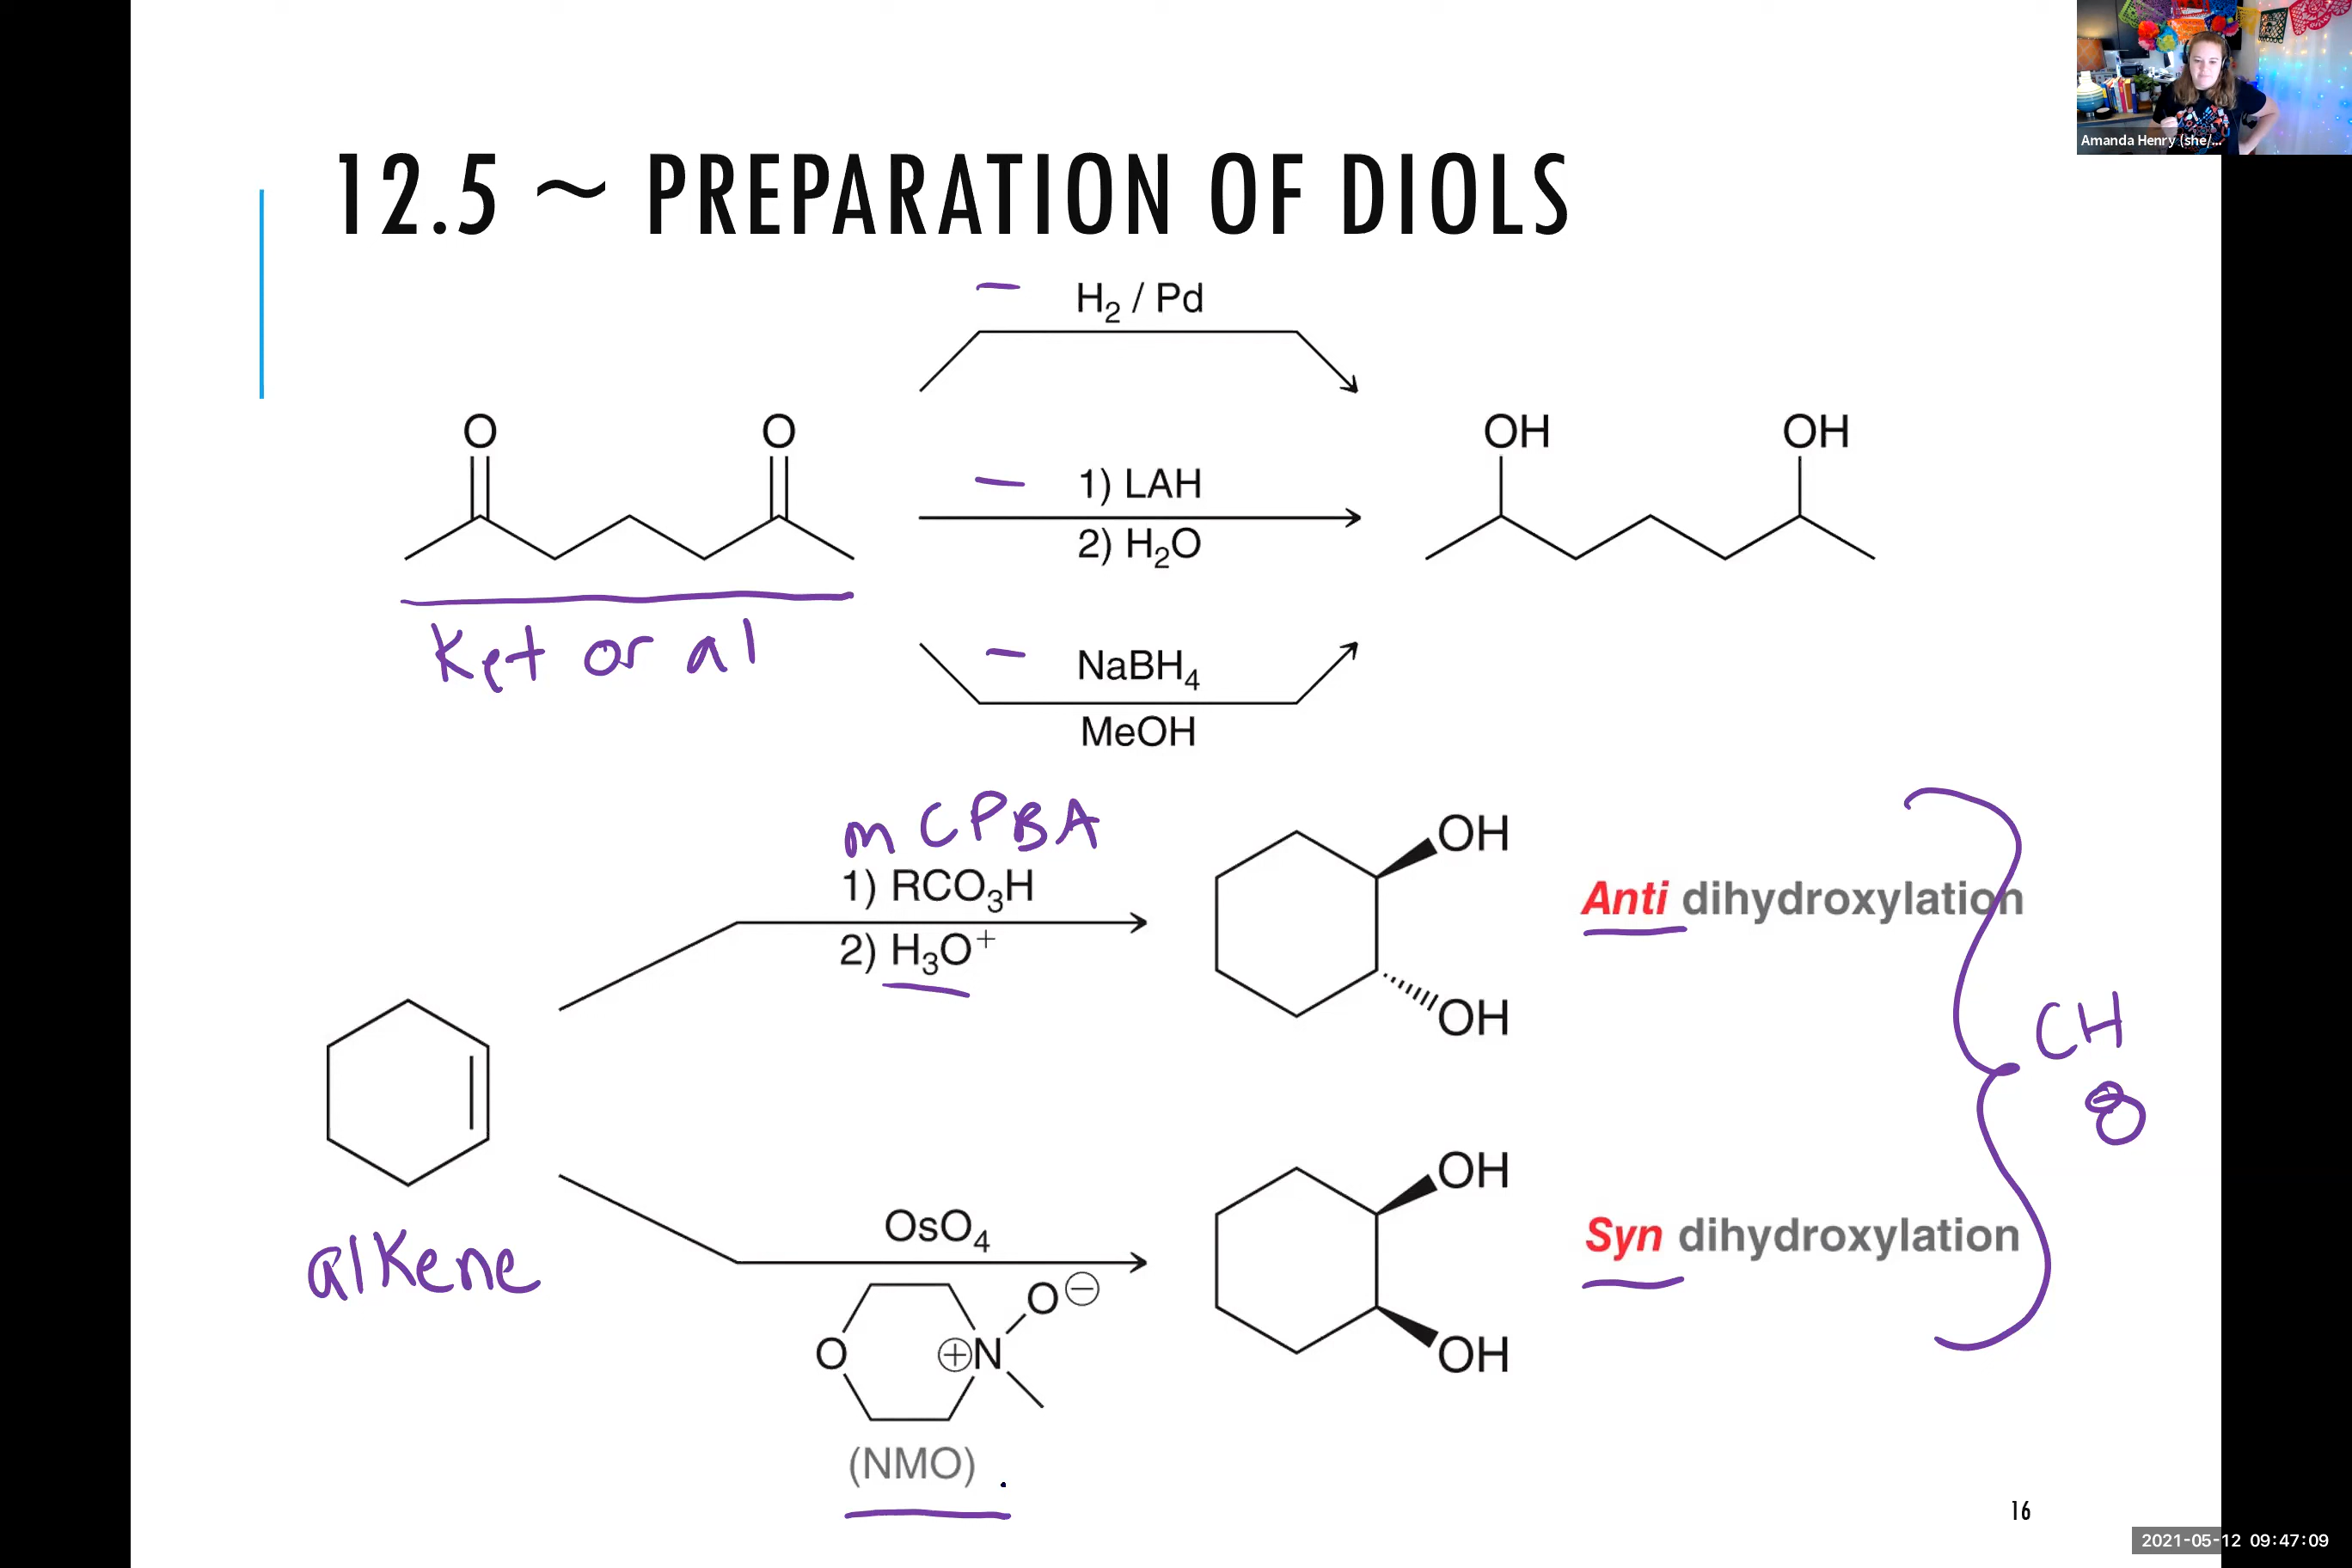 Amanda Henry (she/...
12.5 ~ PREPARATION OF DIOLS
H₂ / Pd
O O
1) LAH
2) H₂O
OH OH
Ket or al
NaBH₄
MeOH
mCPBA
1) RCO₃H
2) H₃O⁺
OH
OH
Anti dihydroxylation
CH
8
alkene
OsO₄
O
⊕N
O⊖
(NMO)
OH
OH
Syn dihydroxylation
16
2021-05-12 09:47:09